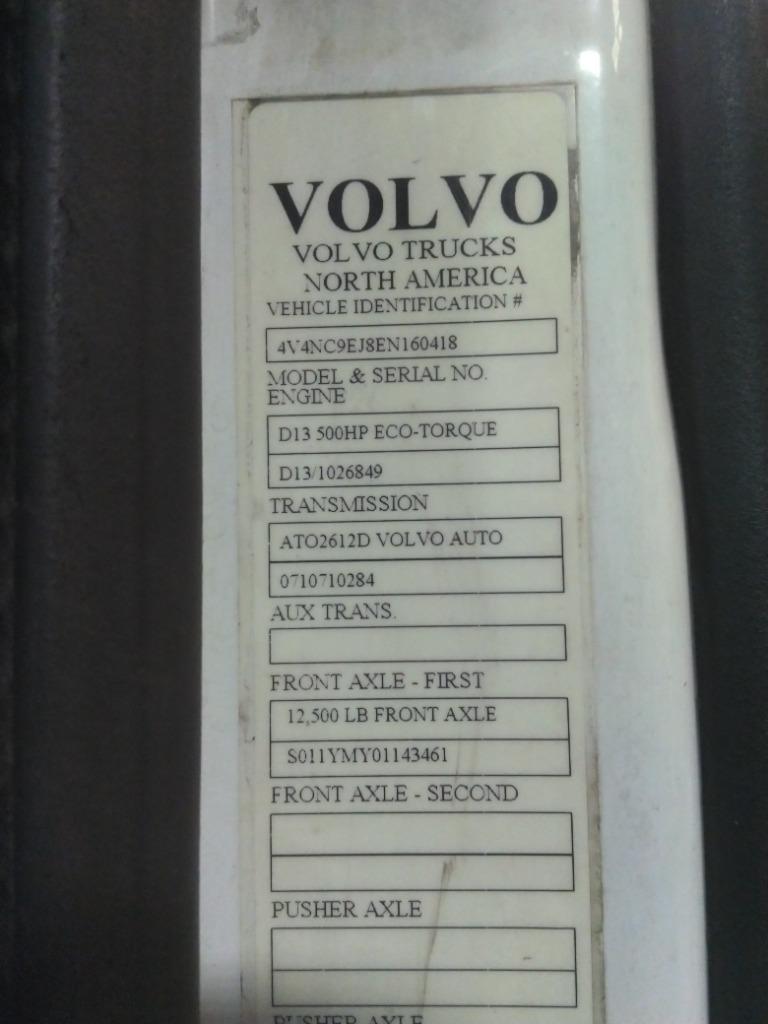 VOLVO
VOLVO TRUCKS
NORTH AMERICA
VEHICLE IDENTIFICATION #
4V4NC9EJ8EN160418
MODEL & SERIAL NO.
ENGINE
D13 500HP ECO-TORQUE
D13/1026849
TRANSMISSION
ATO2612D VOLVO AUTO
0710710284
AUX TRANS.
FRONT AXLE - FIRST
12,500 LB FRONT AXLE
S011YMY01143461
FRONT AXLE - SECOND
PUSHER AXLE
PUSHER AXLE